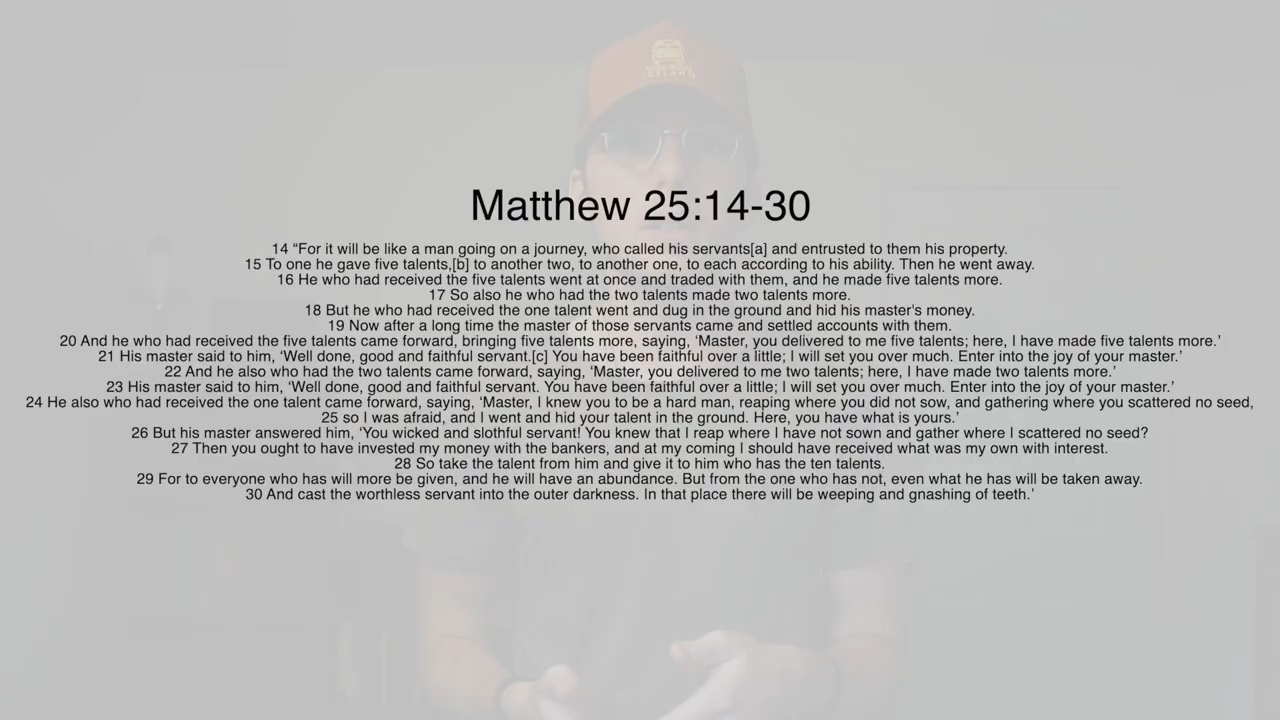 ICELAND
Matthew 25:14-30
14 “For it will be like a man going on a journey, who called his servants[a] and entrusted to them his property.
15 To one he gave five talents,[b] to another two, to another one, to each according to his ability. Then he went away.
16 He who had received the five talents went at once and traded with them, and he made five talents more.
17 So also he who had the two talents made two talents more.
18 But he who had received the one talent went and dug in the ground and hid his master's money.
19 Now after a long time the master of those servants came and settled accounts with them.
20 And he who had received the five talents came forward, bringing five talents more, saying, ‘Master, you delivered to me five talents; here, I have made five talents more.’
21 His master said to him, ‘Well done, good and faithful servant.[c] You have been faithful over a little; I will set you over much. Enter into the joy of your master.’
22 And he also who had the two talents came forward, saying, ‘Master, you delivered to me two talents; here, I have made two talents more.’
23 His master said to him, ‘Well done, good and faithful servant. You have been faithful over a little; I will set you over much. Enter into the joy of your master.’
24 He also who had received the one talent came forward, saying, ‘Master, I knew you to be a hard man, reaping where you did not sow, and gathering where you scattered no seed,
25 so I was afraid, and I went and hid your talent in the ground. Here, you have what is yours.’
26 But his master answered him, ‘You wicked and slothful servant! You knew that I reap where I have not sown and gather where I scattered no seed?
27 Then you ought to have invested my money with the bankers, and at my coming I should have received what was my own with interest.
28 So take the talent from him and give it to him who has the ten talents.
29 For to everyone who has will more be given, and he will have an abundance. But from the one who has not, even what he has will be taken away.
30 And cast the worthless servant into the outer darkness. In that place there will be weeping and gnashing of teeth.’